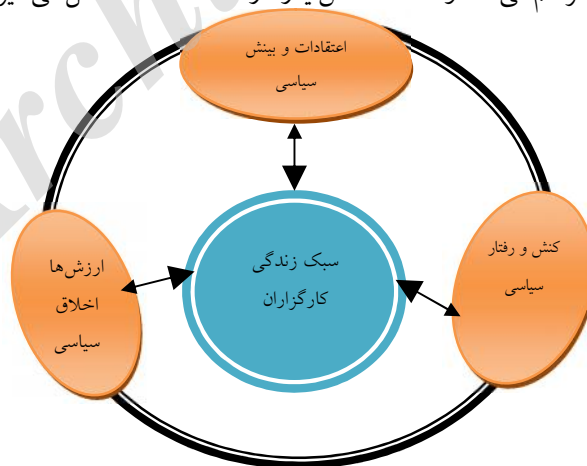 اعتقادات و بینش
سیاسی
کنش و رفتار
سیاسی
سبک زندگی
کارگزاران
ارزش‌ها
اخلاق
سیاسی